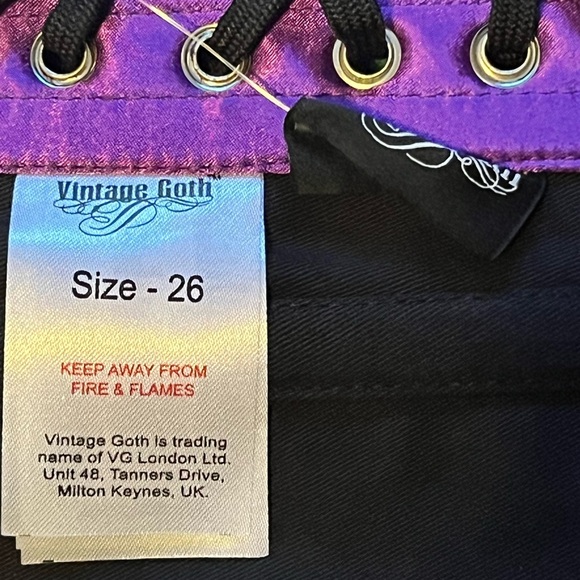 Vintage Goth™
Size - 26
KEEP AWAY FROM
FIRE & FLAMES
Vintage Goth is trading
name of VG London Ltd.
Unit 48, Tanners Drive,
Milton Keynes, UK.